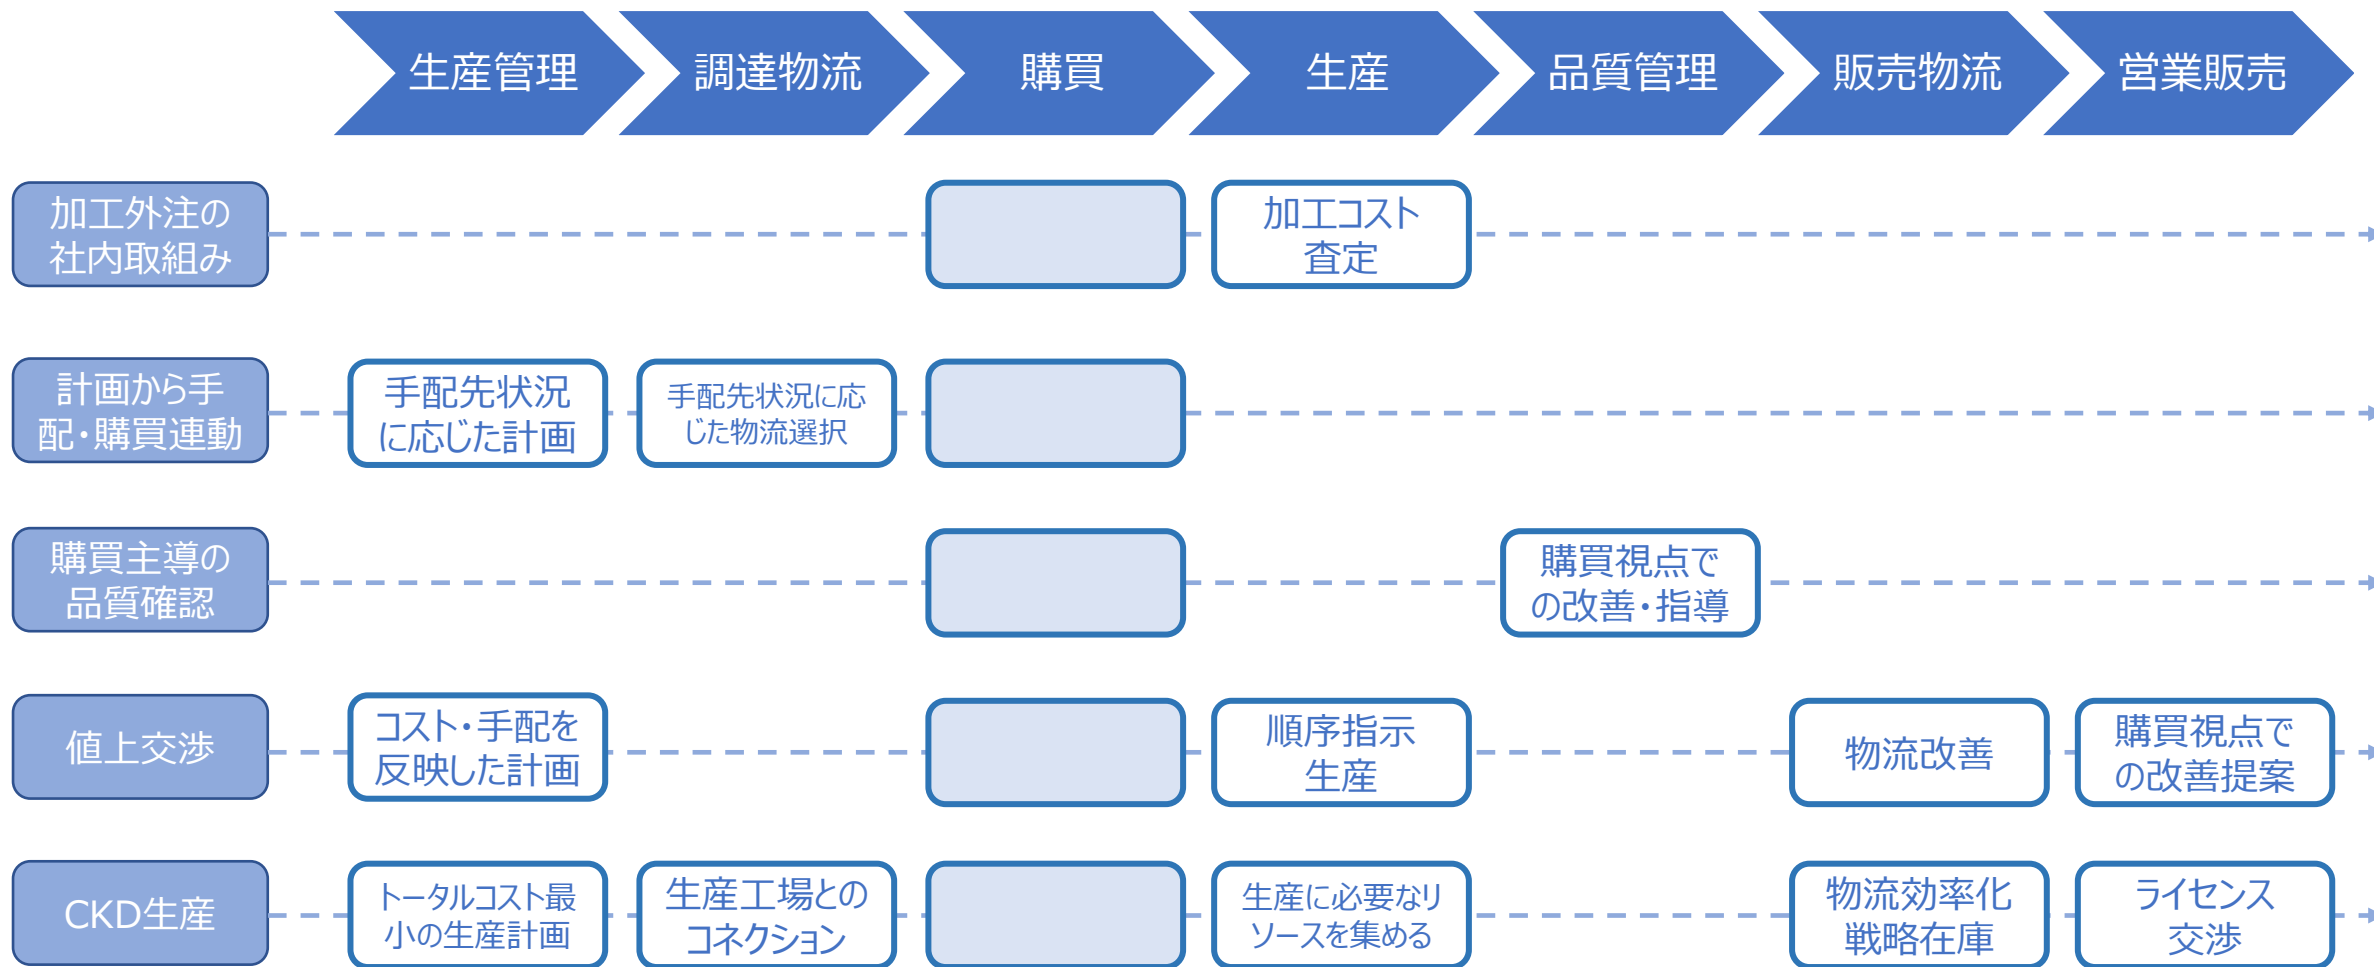 生産管理
調達物流
購買
生産
品質管理
販売物流
営業販売
加工外注の
社内取組み
加工コスト
査定
計画から手
配・購買連動
手配先状況
に応じた計画
手配先状況に応
じた物流選択
購買主導の
品質確認
購買視点で
の改善・指導
値上交渉
コスト・手配を
反映した計画
順序指示
生産
物流改善
購買視点で
の改善提案
CKD生産
トータルコスト最
小の生産計画
生産工場との
コネクション
生産に必要なリ
ソースを集める
物流効率化
戦略在庫
ライセンス
交渉